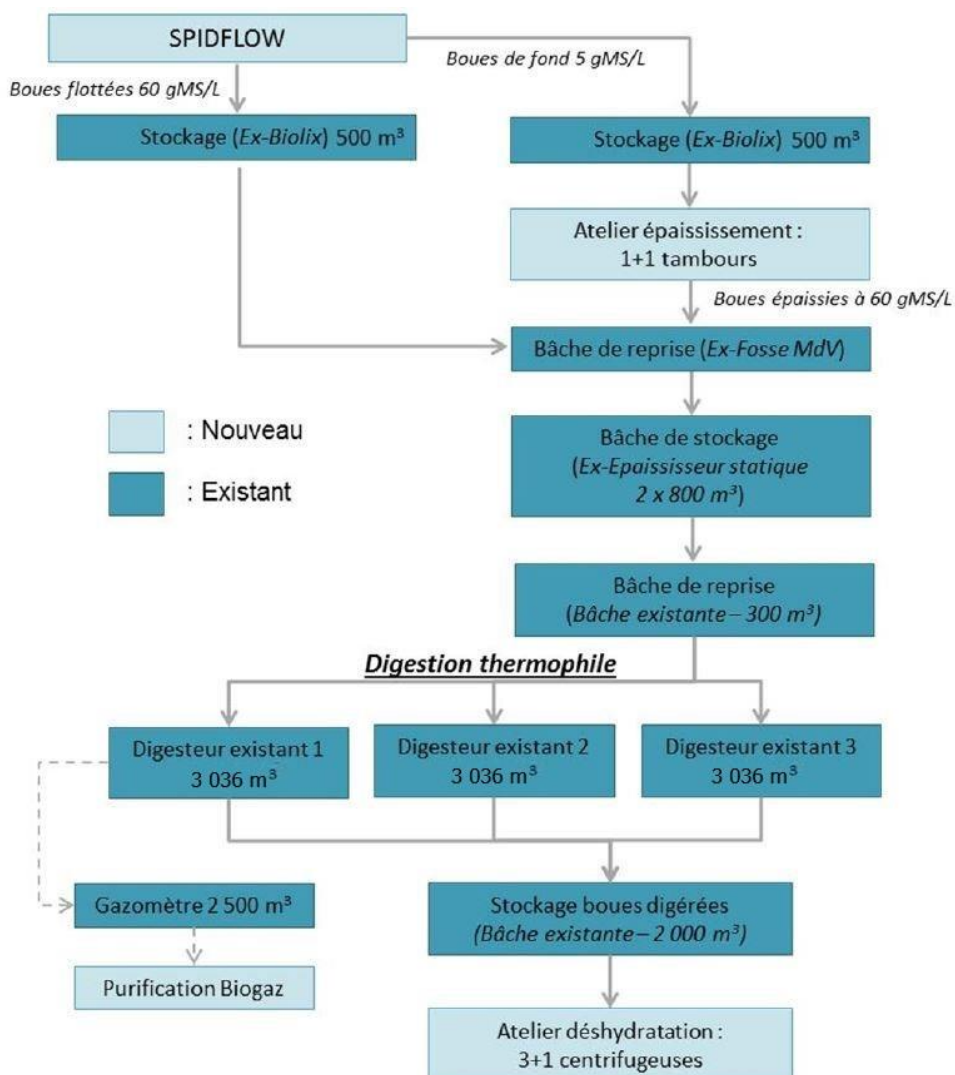 SPIDFLOW
Boues de fond 5 gMS/L
Boues flottées 60 gMS/L
Stockage (Ex-Biolix) 500 m³
Stockage (Ex-Biolix) 500 m³
Atelier épaississement :
1+1 tambours
Boues épaissies à 60 gMS/L
Bâche de reprise (Ex-Fosse MdV)
: Nouveau
: Existant
Bâche de stockage
(Ex-Epaississeur statique
2 x 800 m³)
Bâche de reprise
(Bâche existante – 300 m³)
Digestion thermophile
Digesteur existant 1
3 036 m³
Digesteur existant 2
3 036 m³
Digesteur existant 3
3 036 m³
Gazomètre 2 500 m³
Stockage boues digérées
(Bâche existante – 2 000 m³)
Purification Biogaz
Atelier déshydratation :
3+1 centrifugeuses